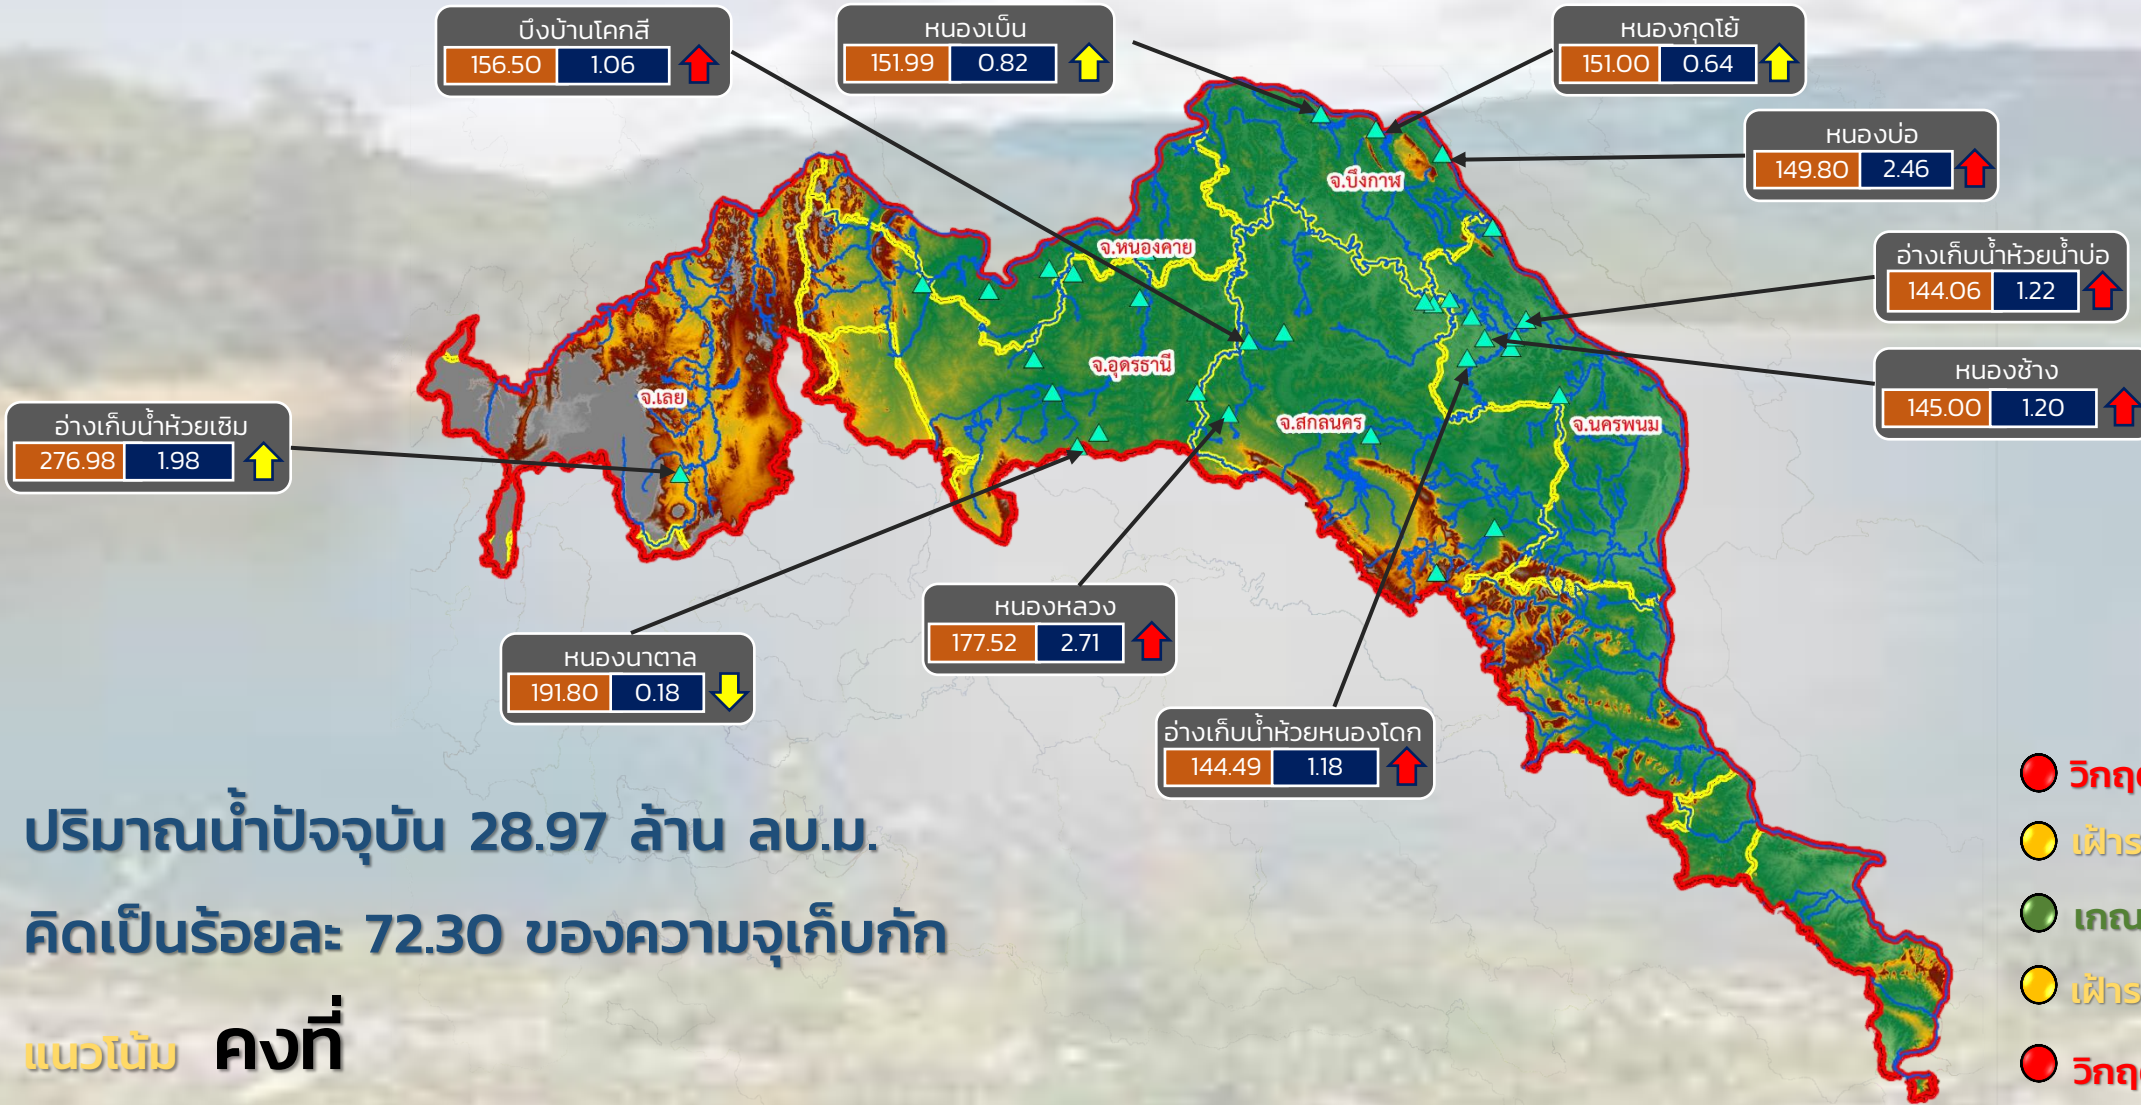 บึงบ้านโคกสี
156.50 1.06
หนองเบ็น
151.99 0.82
หนองกุดโย้
151.00 0.64
หนองบ่อ
149.80 2.46
อ่างเก็บน้ำห้วยน้ำบ่อ
144.06 1.22
หนองช้าง
145.00 1.20
อ่างเก็บน้ำห้วยเซิม
276.98 1.98
หนองนาตาล
191.80 0.18
หนองหลวง
177.52 2.71
อ่างเก็บน้ำห้วยหนองโดก
144.49 1.18
จ.บึงกาฬ
จ.หนองคาย
จ.อุดรธานี
จ.เลย
จ.สกลนคร
จ.นครพนม
ปริมาณน้ำปัจจุบัน 28.97 ล้าน ลบ.ม.
คิดเป็นร้อยละ 72.30 ของความจุเก็บกัก
แนวโน้ม คงที่